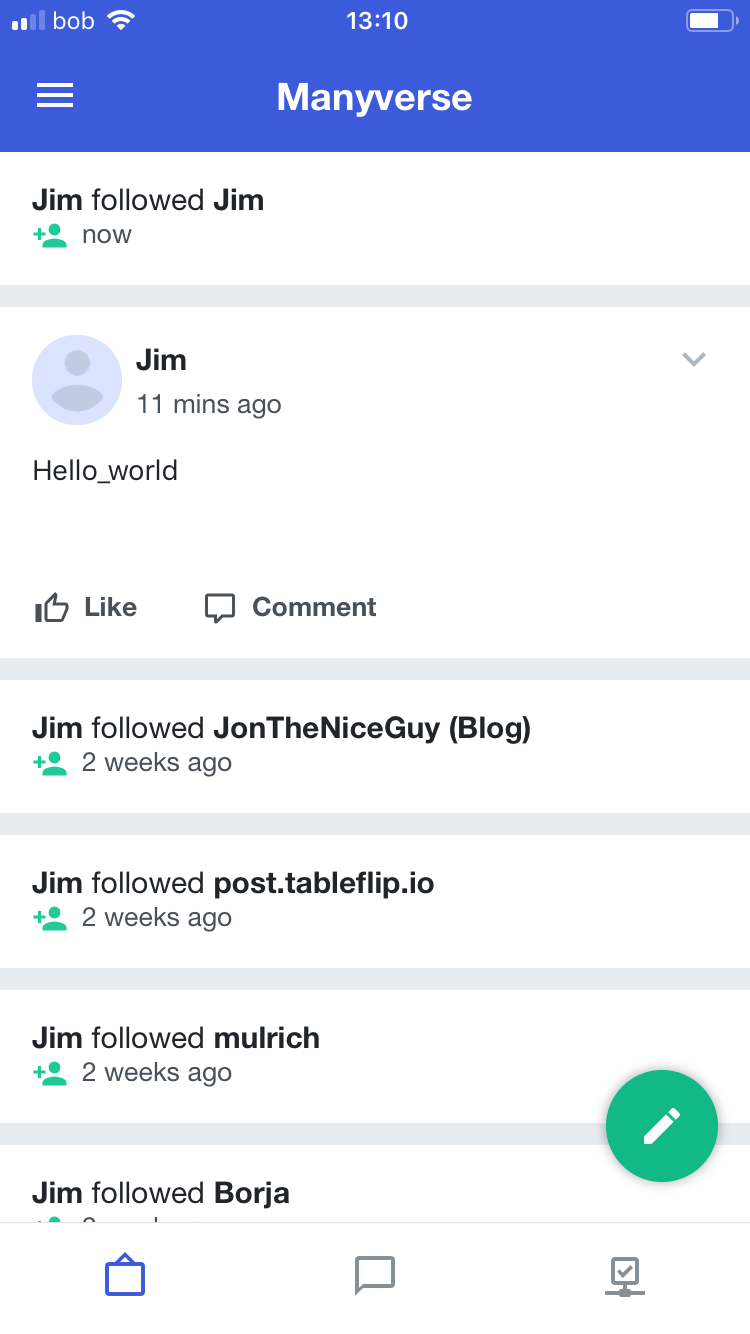 bob 13:10
Manyverse
Jim followed Jim
now
Jim
11 mins ago
Hello_world
Like Comment
Jim followed JonTheNiceGuy (Blog)
2 weeks ago
Jim followed post.tableflip.io
2 weeks ago
Jim followed mulrich
2 weeks ago
Jim followed Borja